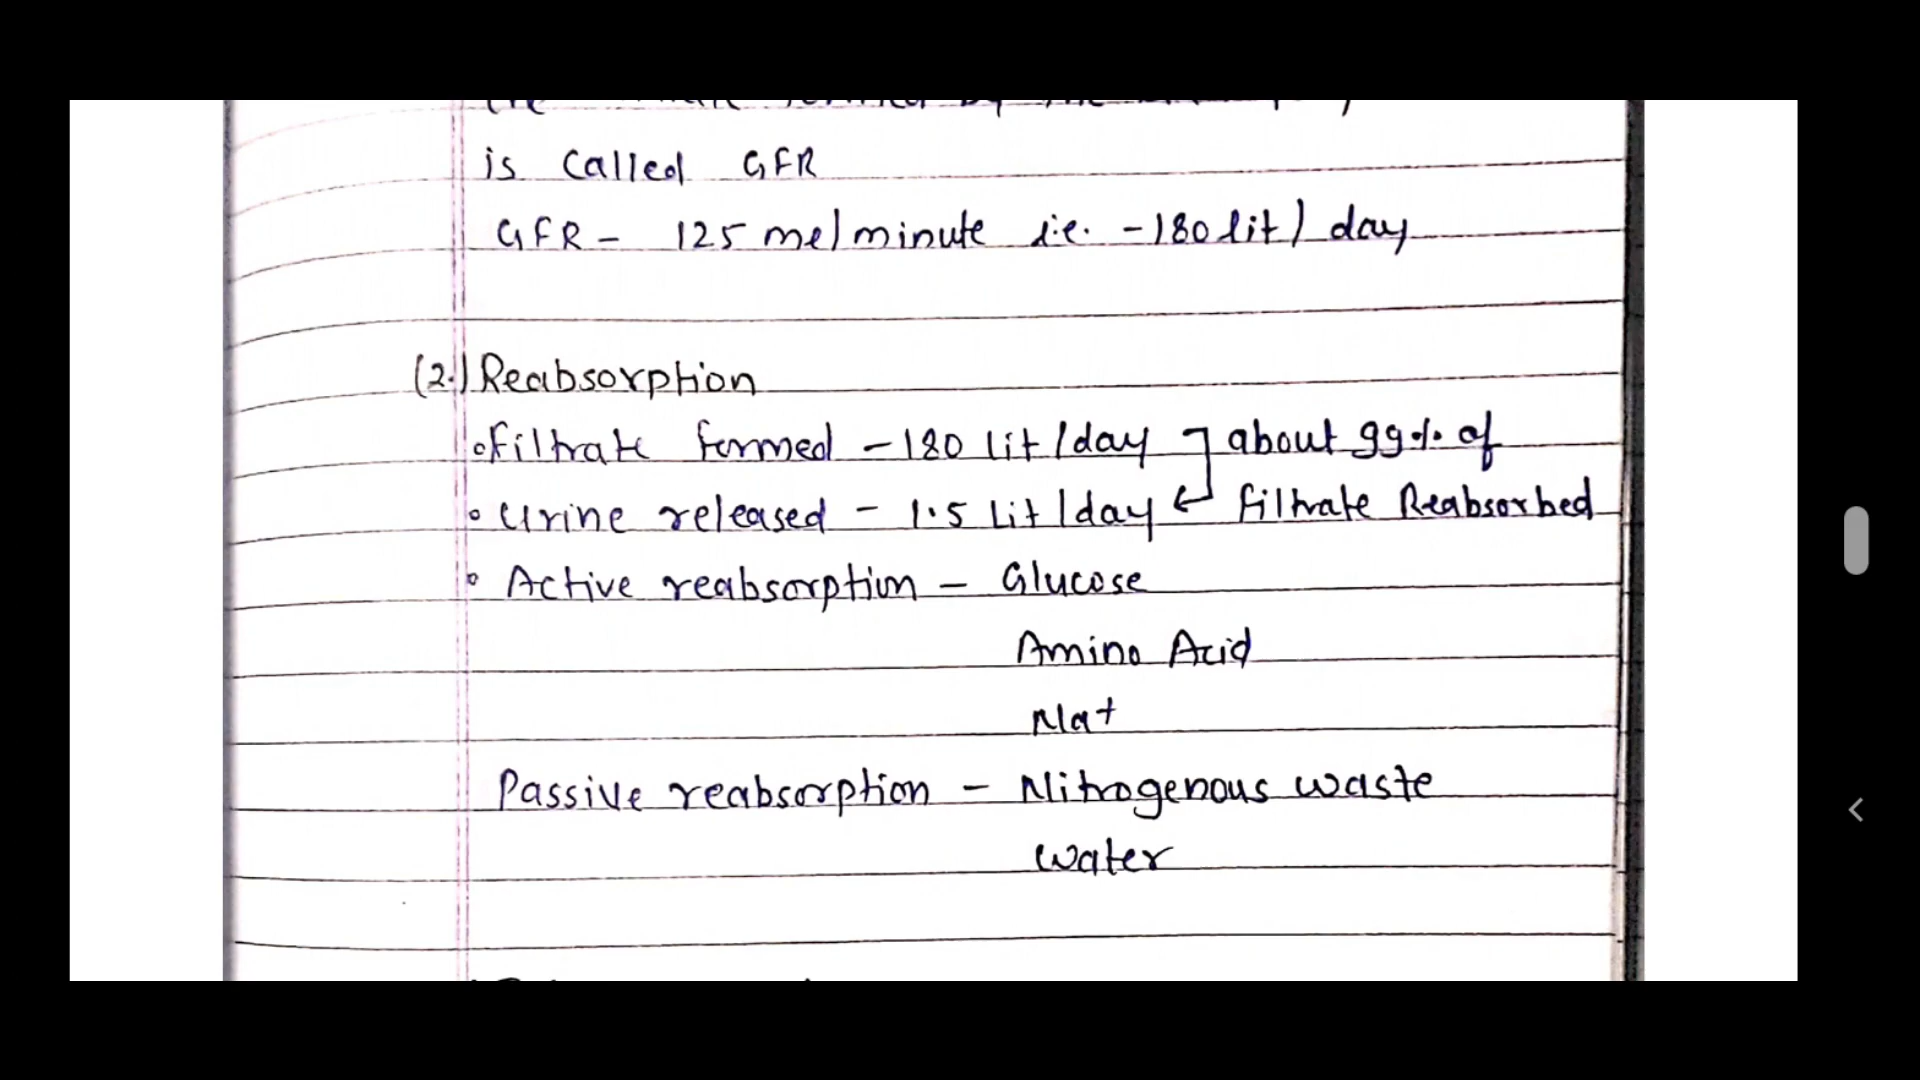 is called GFR
GFR - 125 ml/minute i.e. - 180 lit/day
(2.) Reabsorption
• Filtrate formed - 180 lit/day about 99% of
• Urine released - 1.5 lit/day filtrate Reabsorbed
• Active reabsorption - Glucose
Amino Acid
Na+
Passive reabsorption - Nitrogenous waste
water